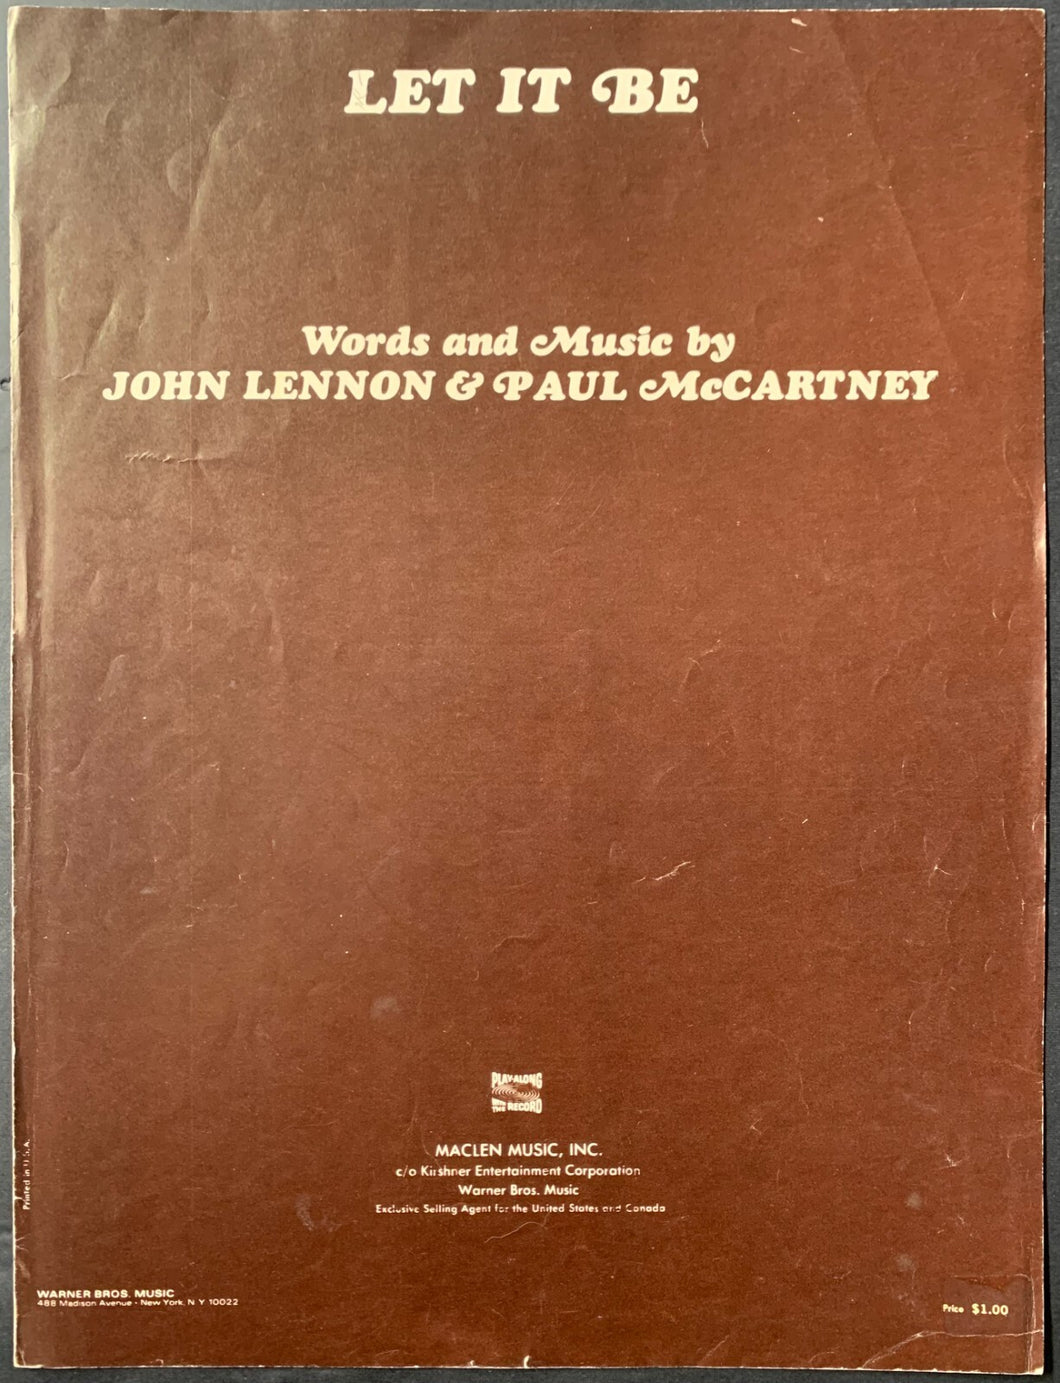 LET IT BE
Words and Music by
JOHN LENNON & PAUL McCARTNEY
PLAY-ALONG
WITH THE RECORD
MACLEN MUSIC, INC.
c/o Kirshner Entertainment Corporation
Warner Bros. Music
Exclusive Selling Agent for the United States and Canada
Printed in U.S.A.
WARNER BROS. MUSIC
488 Madison Avenue - New York, N Y 10022
Price $1.00